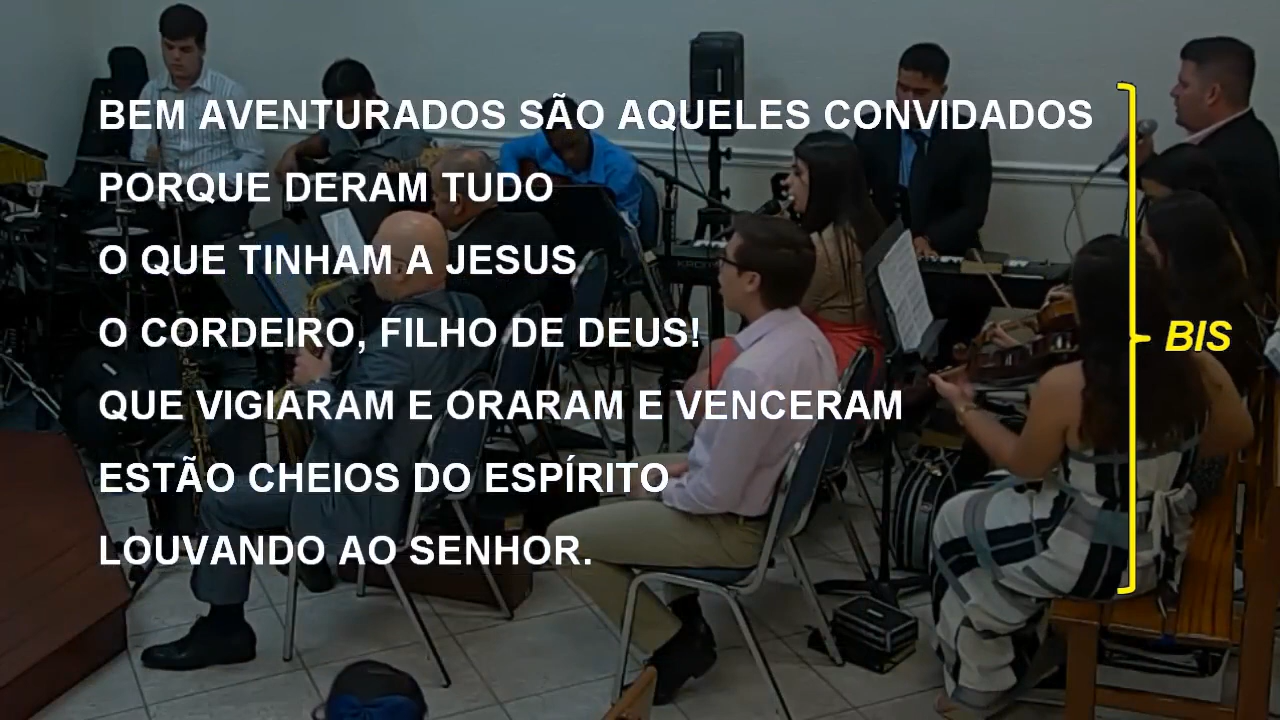 BEM AVENTURADOS SÃO AQUELES CONVIDADOS
PORQUE DERAM TUDO
O QUE TINHAM A JESUS
O CORDEIRO, FILHO DE DEUS!
QUE VIGIARAM E ORARAM E VENCERAM
ESTÃO CHEIOS DO ESPÍRITO
LOUVANDO AO SENHOR.
BIS